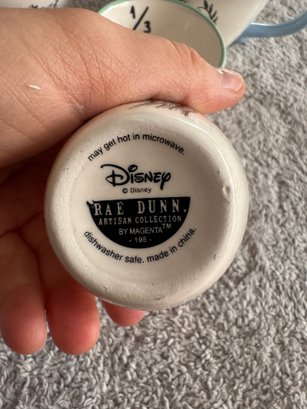 1/3
may get hot in microwave.
Disney
© Disney
RAE DUNN.
ARTISAN COLLECTION
BY MAGENTA™
- 195 -
dishwasher safe. made in china.